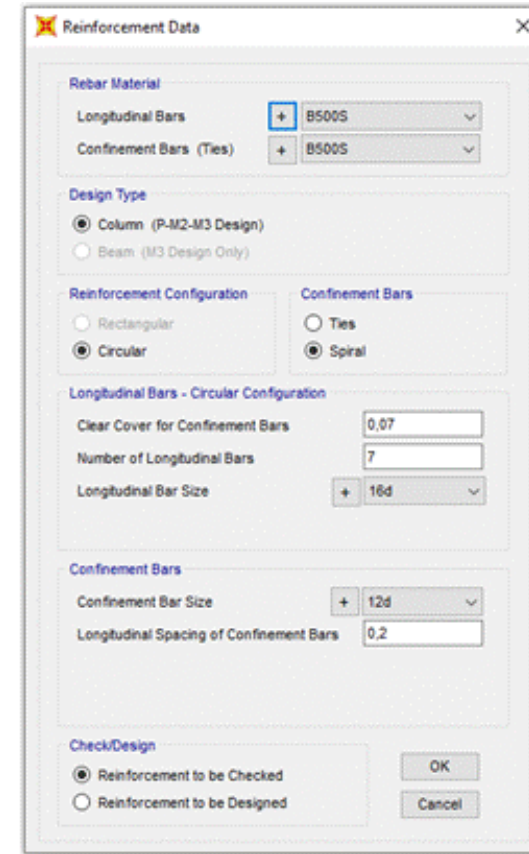 Reinforcement Data
Rebar Material
Longitudinal Bars + B500S
Confinement Bars (Ties) + B500S
Design Type
Column (P-M2-M3 Design)
Beam (M3 Design Only)
Reinforcement Configuration
Rectangular
Circular
Confinement Bars
Ties
Spiral
Longitudinal Bars - Circular Configuration
Clear Cover for Confinement Bars 0,07
Number of Longitudinal Bars 7
Longitudinal Bar Size + 16d
Confinement Bars
Confinement Bar Size + 12d
Longitudinal Spacing of Confinement Bars 0,2
Check/Design
Reinforcement to be Checked
Reinforcement to be Designed
OK
Cancel